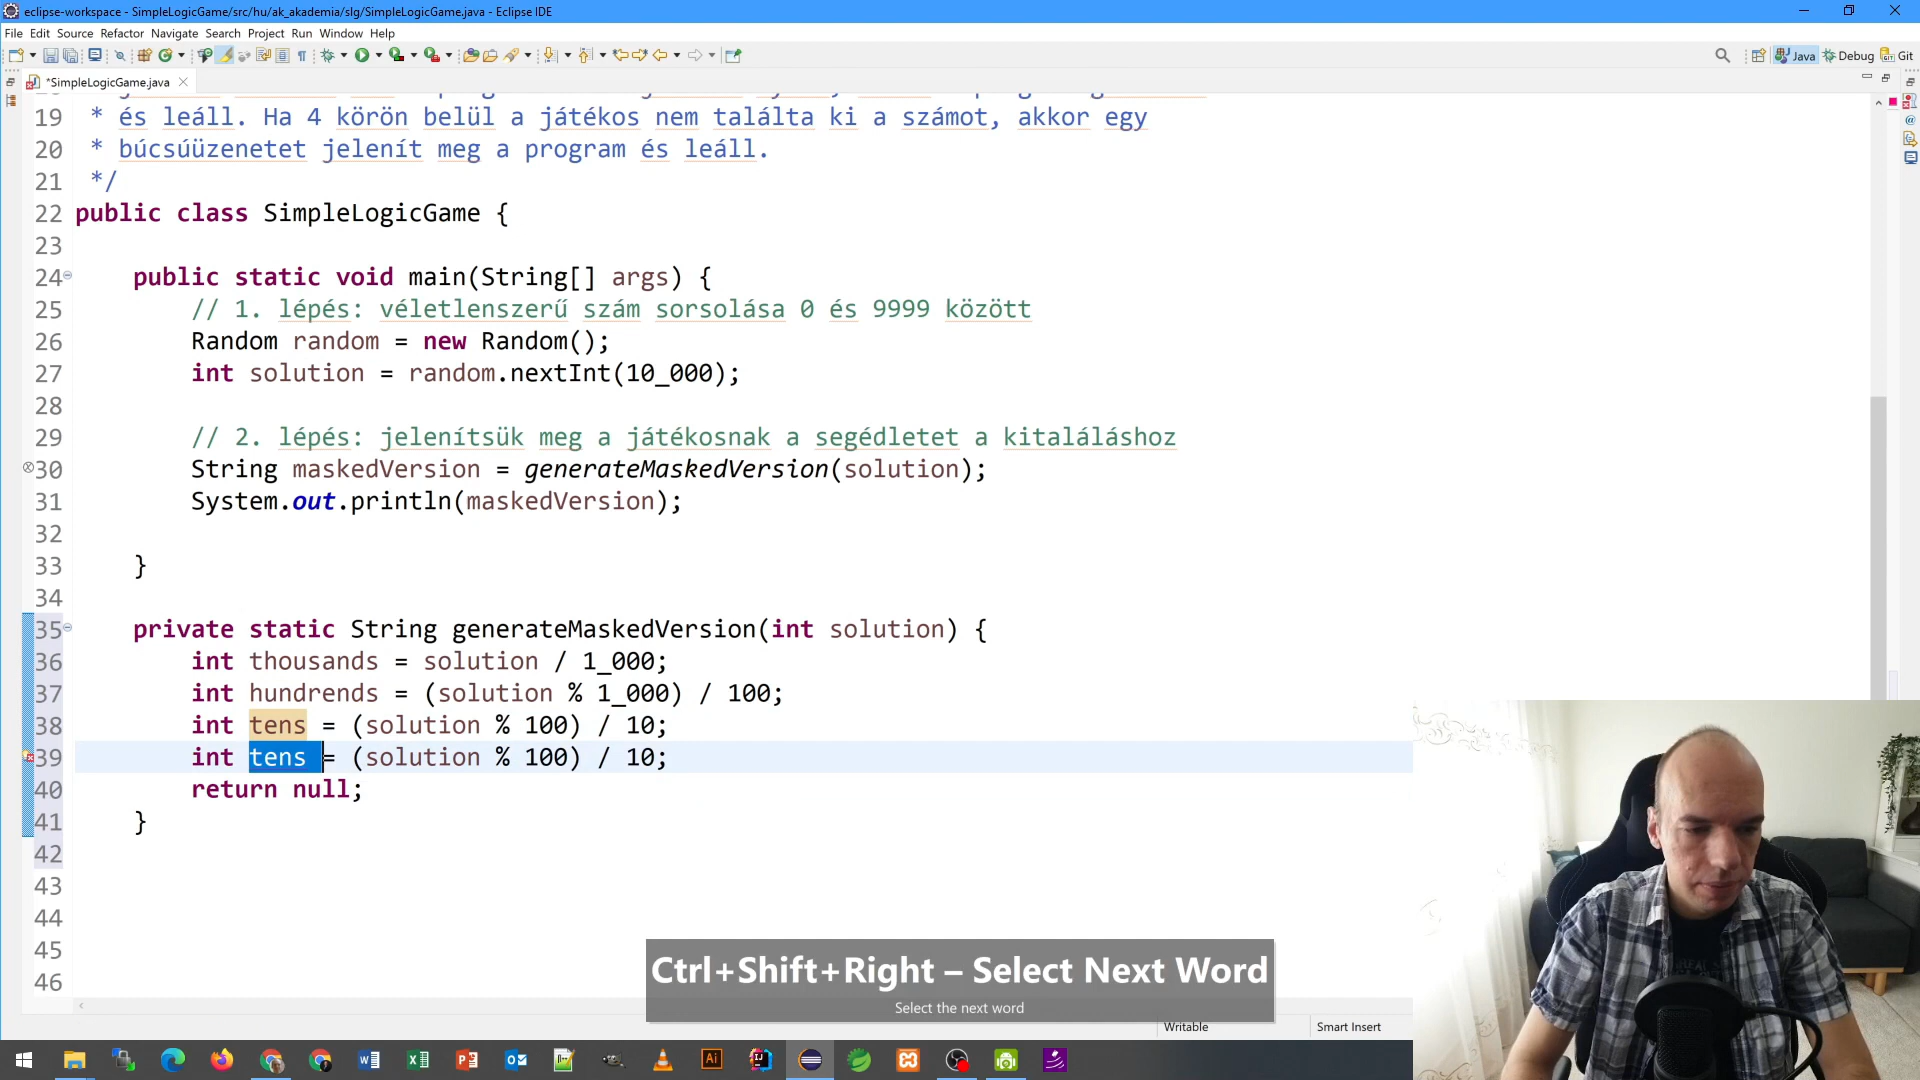 eclipse-workspace - SimpleLogicGame/src/hu/ak_akademia/slg/SimpleLogicGame.java - Eclipse IDE
File Edit Source Refactor Navigate Search Project Run Window Help
Java Debug Git
*SimpleLogicGame.java
19 * és leáll. Ha 4 körön belül a játékos nem találta ki a számot, akkor egy
20 * búcsúüzenetet jelenít meg a program és leáll.
21 */
22 public class SimpleLogicGame {
23
24 public static void main(String[] args) {
25 // 1. lépés: véletlenszerű szám sorsolása 0 és 9999 között
26 Random random = new Random();
27 int solution = random.nextInt(10_000);
28
29 // 2. lépés: jelenítsük meg a játékosnak a segédletet a kitaláláshoz
30 String maskedVersion = generateMaskedVersion(solution);
31 System.out.println(maskedVersion);
32
33 }
34
35 private static String generateMaskedVersion(int solution) {
36 int thousands = solution / 1_000;
37 int hundrends = (solution % 1_000) / 100;
38 int tens = (solution % 100) / 10;
39 int tens = (solution % 100) / 10;
40 return null;
41 }
42
43
44
45
46
Ctrl+Shift+Right – Select Next Word
Select the next word
Writable Smart Insert